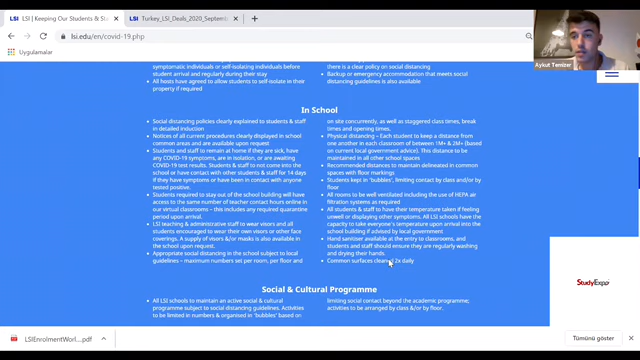 LSI | Keeping Our Students & St
Turkey_LSI_Deals_2020_Septemb
lsi.edu/en/covid-19.php
Uygulamalar
Aykut Temizer
symptomatic individuals or self-isolating individuals before
student arrival and regularly during their stay
All hosts have agreed to allow students to self-isolate in their
property if required
there is a clear policy on social distancing
Backup or emergency accommodation that meets social
distancing guidelines is also available
In School
Social distancing policies clearly explained to students & staff
in detailed induction
Notices of all current procedures clearly displayed in school
common areas and are available upon request
Students and staff to remain at home if they are sick, have
any COVID-19 symptoms, are in isolation, or are awaiting
COVID-19 test results. Students & staff to not come into the
school or have contact with other students & staff for 14 days
if they have symptoms or have been in contact with anyone
tested positive.
Students required to stay out of the school building will have
access to the same number of teacher contact hours online in
our virtual classrooms – this includes any required quarantine
period upon arrival.
LSI teaching & administrative staff to wear visors and all
students encouraged to wear their own visors or other face
coverings. A supply of visors &/or masks is also available in
the school upon request.
Appropriate social distancing in the school subject to local
guidelines – maximum numbers set per room, per floor and
on site concurrently, as well as staggered class times, break
times and opening times.
Physical distancing – Each student to keep a distance from
one another in each classroom of between 1M+ & 2M+ (based
on current local government advice). This distance to be
maintained in all other school spaces
Recommended distances to maintain delineated in common
spaces with floor markings
Students kept in 'bubbles', limiting contact by class and/or by
floor
All rooms to be well ventilated including the use of HEPA air
filtration systems as required
All students & staff to have their temperature taken if feeling
unwell or displaying other symptoms. All LSI schools have the
capacity to take everyone's temperature upon arrival into the
school building if advised by local government
Hand sanitiser available at the entry to classrooms, and
students and staff should ensure they are regularly washing
and drying their hands.
Common surfaces cleaned 2x daily
Social & Cultural Programme
All LSI schools to maintain an active social & cultural
programme subject to social distancing guidelines. Activities
to be limited in numbers & organised in 'bubbles' based on
limiting social contact beyond the academic programme;
activities to be arranged by class &/or by floor.
StudyExpo
LSIEnrolmentWorl....pdf
Tümünü göster